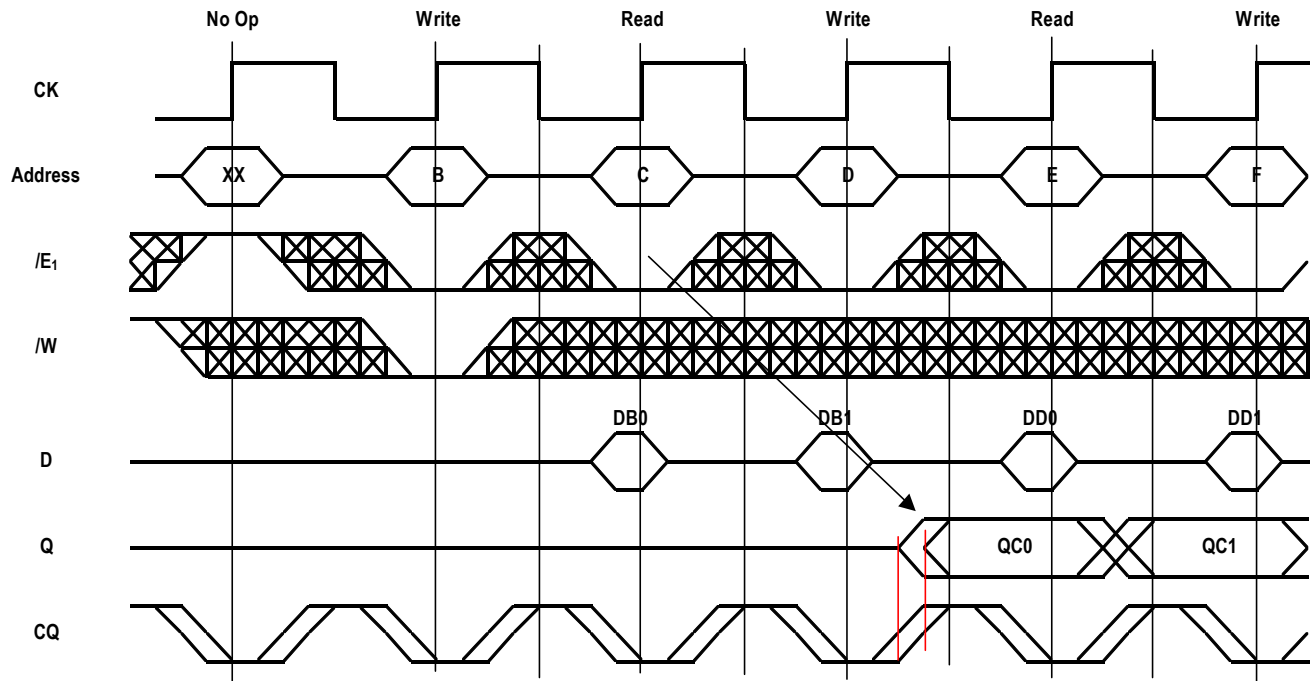 No Op Write Read Write Read Write
CK
Address XX B C D E F
/E1
/W
DB0 DB1 DD0 DD1
D
Q QC0 QC1
CQ